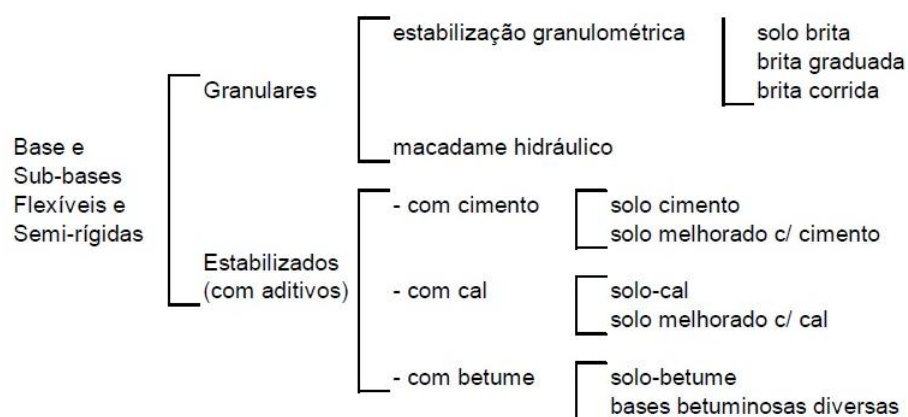 Base e
Sub-bases
Flexíveis e
Semi-rígidas
Granulares
estabilização granulométrica
solo brita
brita graduada
brita corrida
macadame hidráulico
Estabilizados
(com aditivos)
- com cimento
solo cimento
solo melhorado c/ cimento
- com cal
solo-cal
solo melhorado c/ cal
- com betume
solo-betume
bases betuminosas diversas